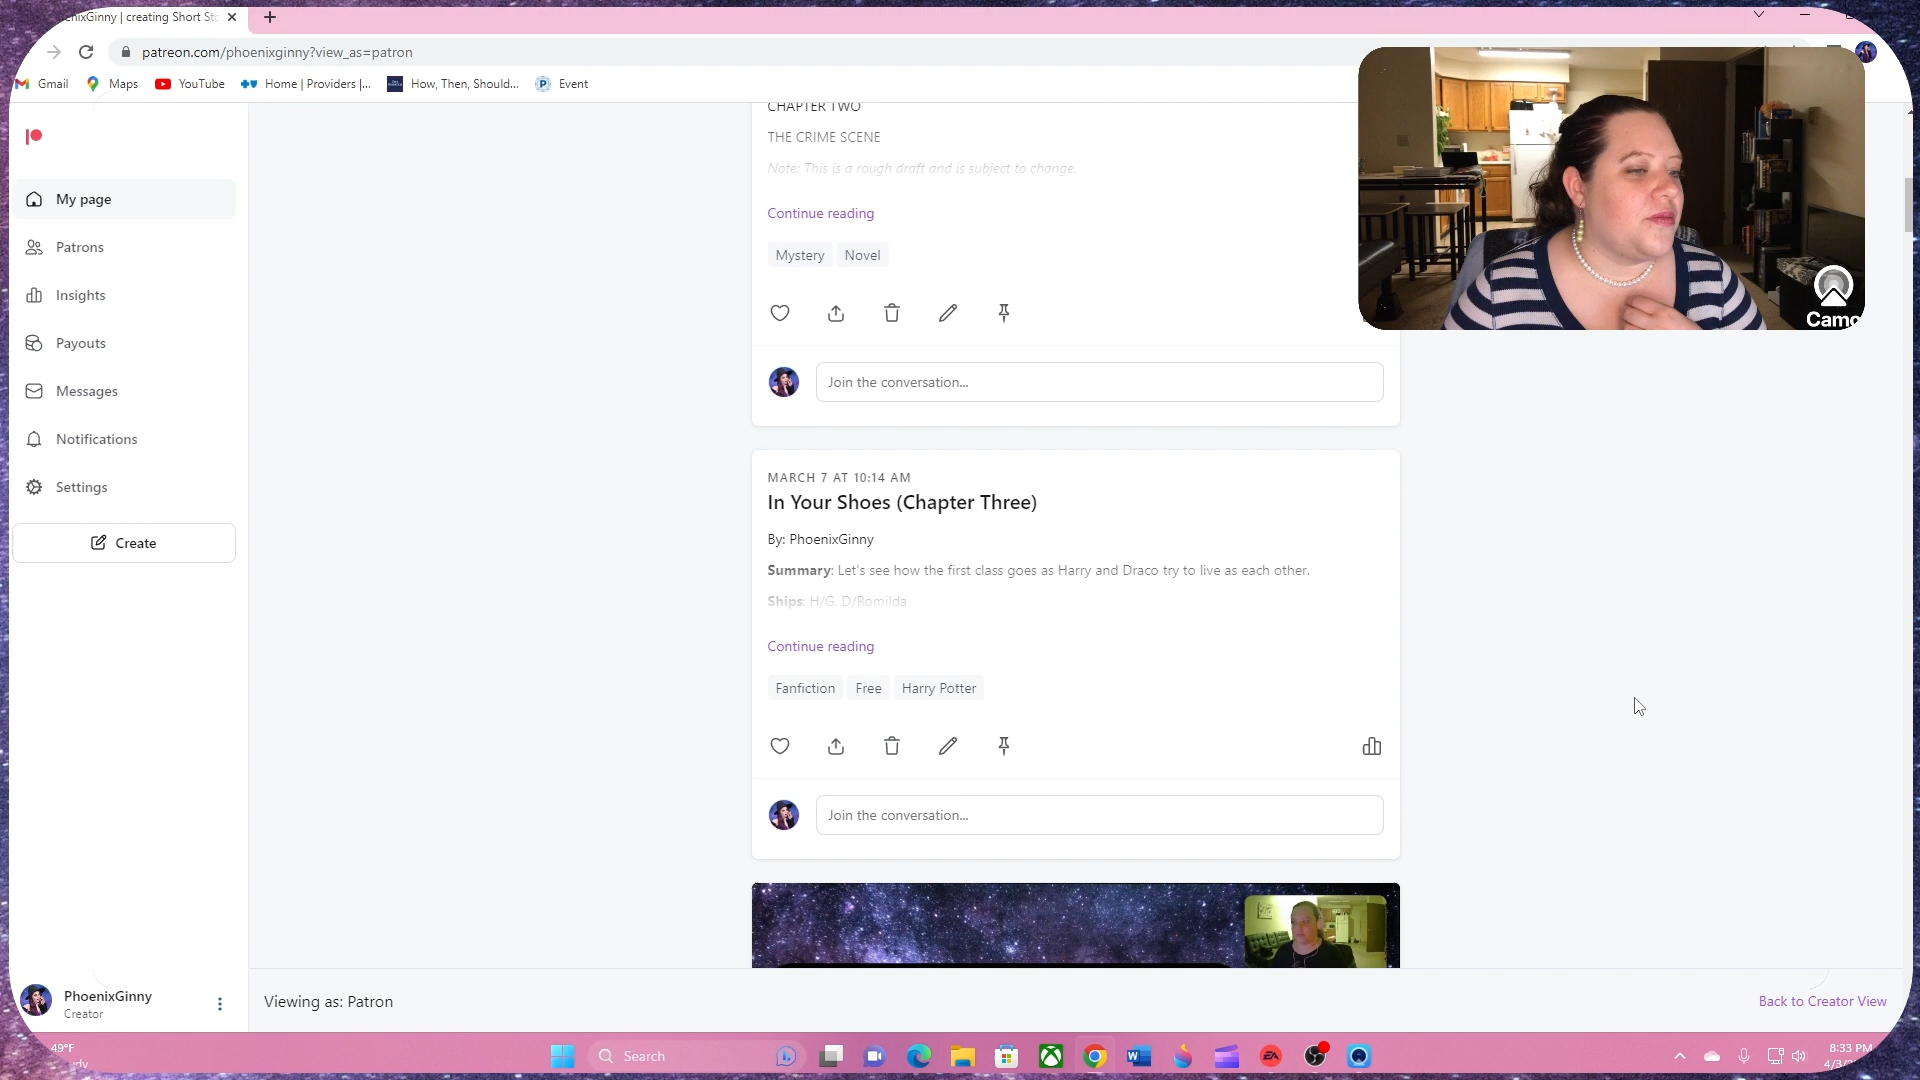 enixGinny | creating Short Sto
patreon.com/phoenixginny?view_as=patron
Gmail
Maps
YouTube
Home | Providers |...
How, Then, Should...
Event
My page
Patrons
Insights
Payouts
Messages
Notifications
Settings
Create
CHAPTER TWO
THE CRIME SCENE
Note: This is a rough draft and is subject to change.
Continue reading
Mystery
Novel
Join the conversation...
MARCH 7 AT 10:14 AM
In Your Shoes (Chapter Three)
By: PhoenixGinny
Summary: Let's see how the first class goes as Harry and Draco try to live as each other.
Ships: H/G, D/Romilda
Continue reading
Fanfiction
Free
Harry Potter
Join the conversation...
Camo
PhoenixGinny
Creator
Viewing as: Patron
Back to Creator View
49°F
Search
8:33 PM